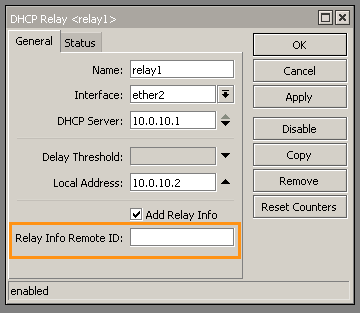 DHCP Relay <relay1>
General Status
Name: relay1
Interface: ether2
DHCP Server: 10.0.10.1
Delay Threshold:
Local Address: 10.0.10.2
Add Relay Info
Relay Info Remote ID:
OK
Cancel
Apply
Disable
Copy
Remove
Reset Counters
enabled